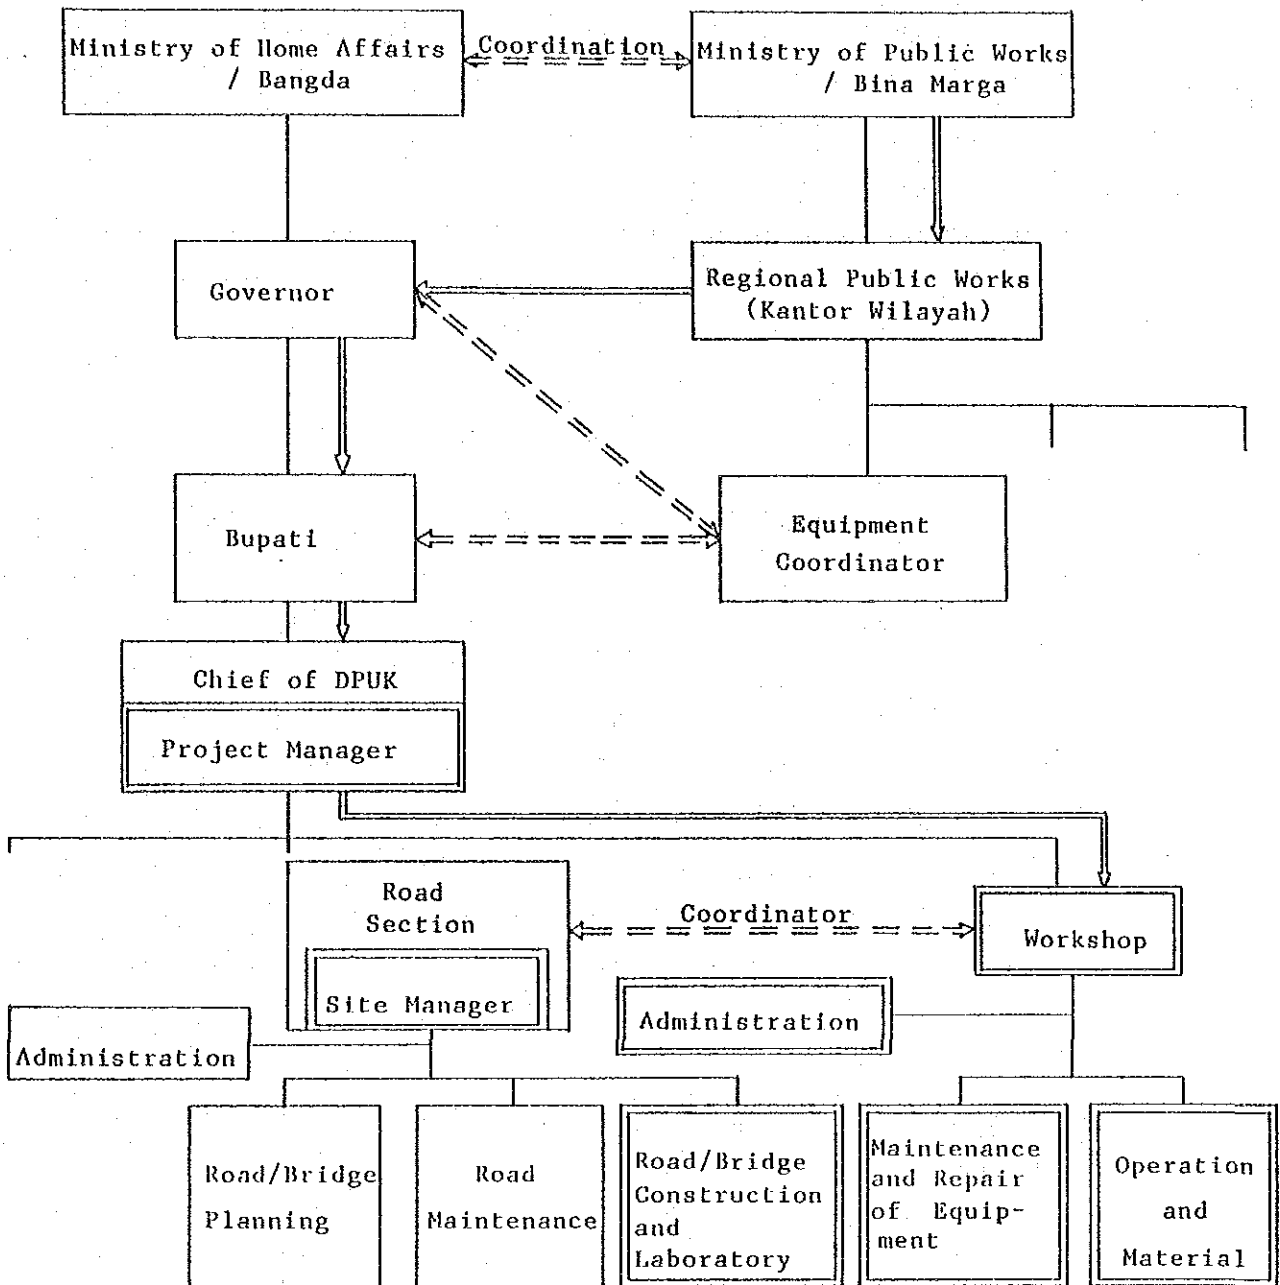 Ministry of Home Affairs
/ Bangda
Coordination
Ministry of Public Works
/ Bina Marga
Governor
Regional Public Works
(Kantor Wilayah)
Bupati
Equipment
Coordinator
Chief of DPUK
Project Manager
Road
Section
Site Manager
Coordinator
Workshop
Administration
Administration
Road/Bridge
Planning
Road
Maintenance
Road/Bridge
Construction
and
Laboratory
Maintenance
and Repair
of Equip-
ment
Operation
and
Material